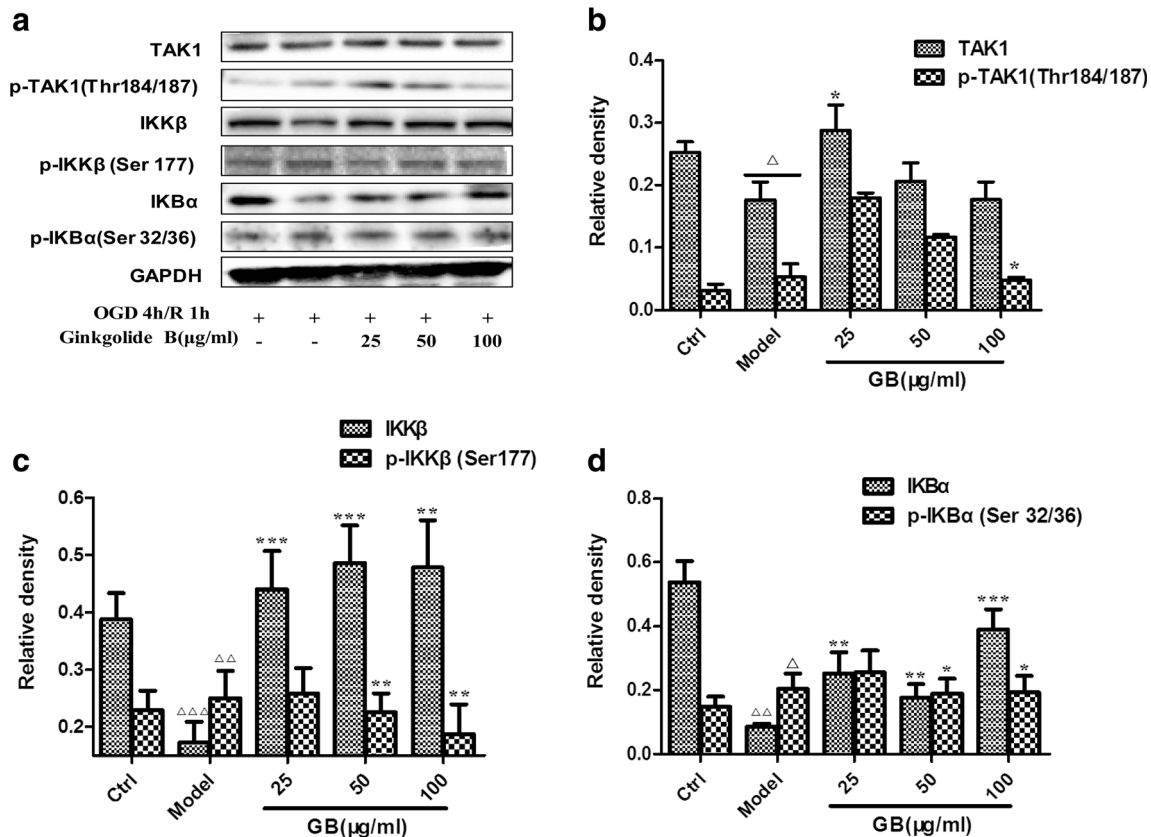 a
TAK1
p-TAK1(Thr184/187)
IKKβ
p-IKKβ (Ser 177)
IKBα
p-IKBα(Ser 32/36)
GAPDH
OGD 4h/R 1h + + + + +
Ginkgolide B(μg/ml) - - 25 50 100
b
TAK1
p-TAK1(Thr184/187)
Relative density
0.4
0.3
0.2
0.1
0.0
△
*
*
Ctrl
Model
25
50
100
GB(μg/ml)
c
IKKβ
p-IKKβ (Ser177)
Relative density
0.6
0.5
0.4
0.3
0.2
△△△
△△
***
***
**
**
**
Ctrl
Model
25
50
100
GB(μg/ml)
d
IKBα
p-IKBα (Ser 32/36)
Relative density
0.8
0.6
0.4
0.2
0.0
△△
△
**
**
*
***
*
Ctrl
Model
25
50
100
GB(μg/ml)